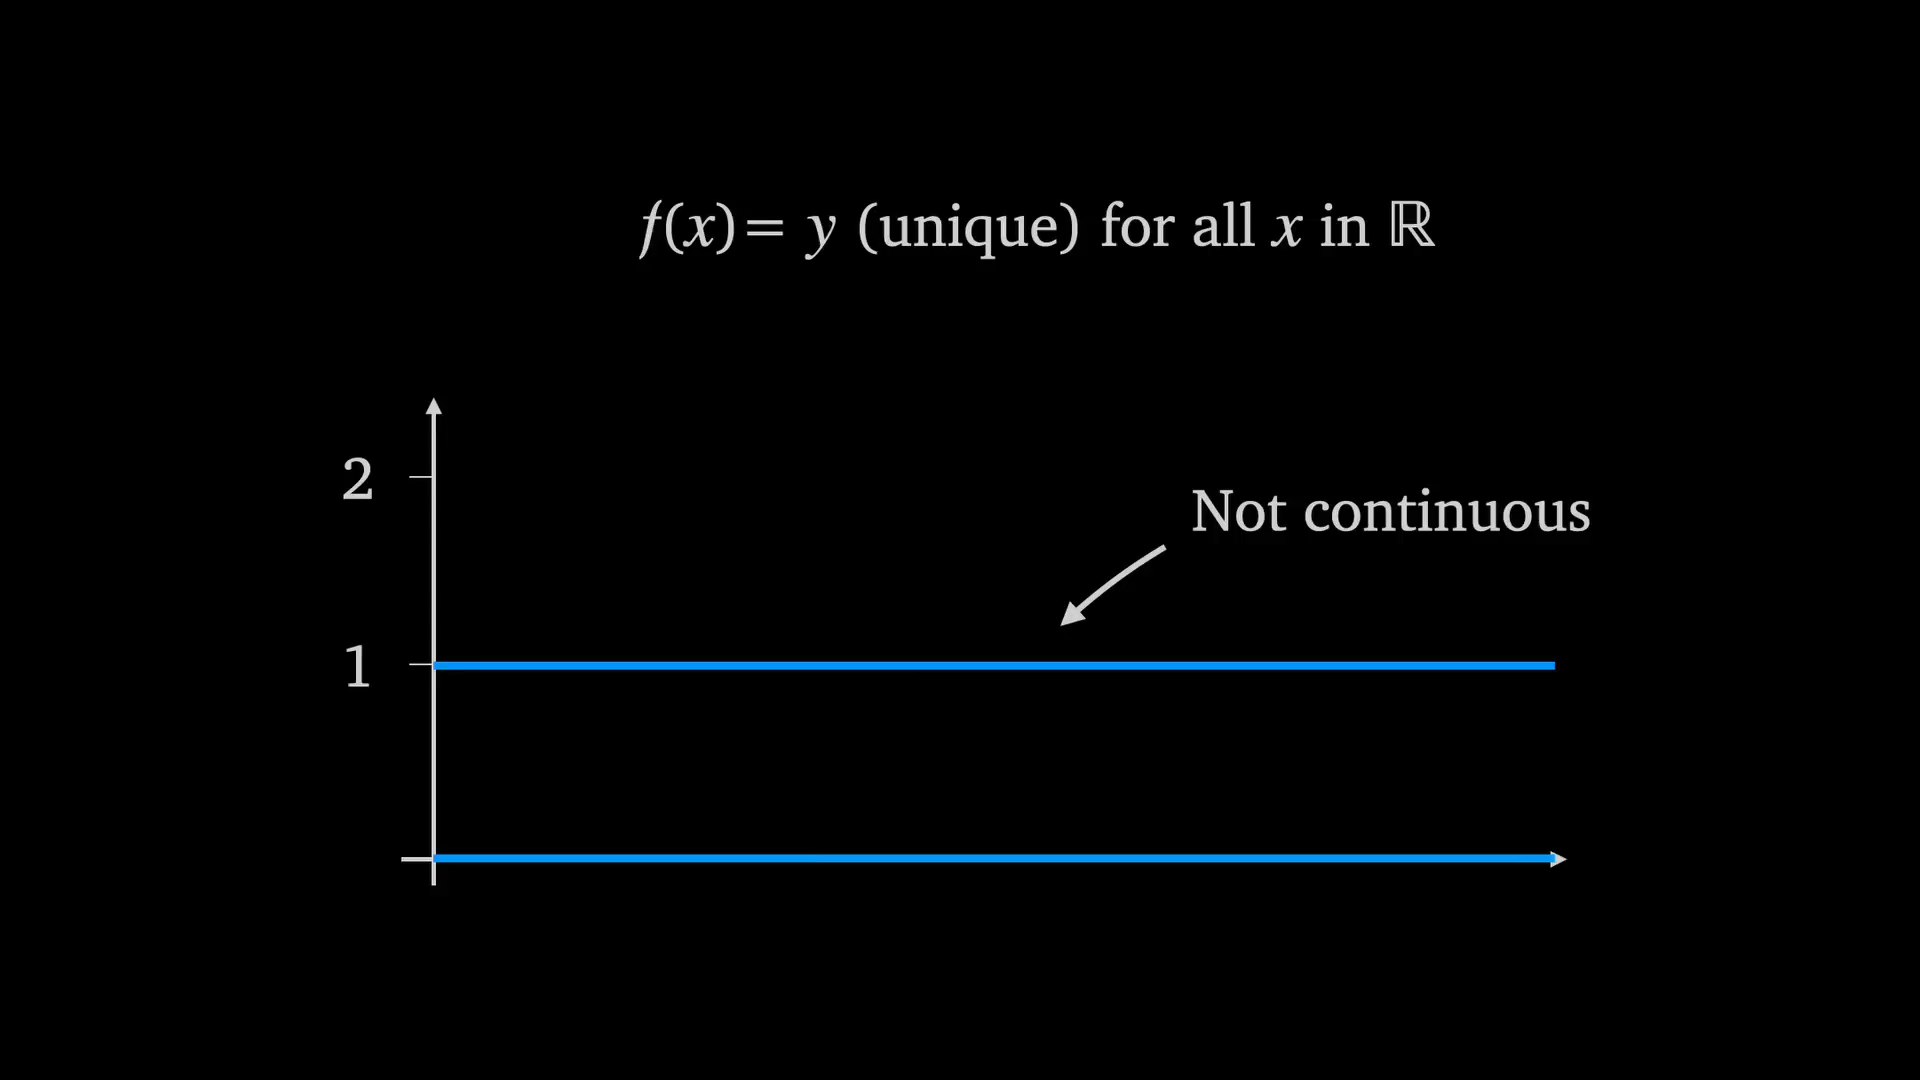 f(x)= y (unique) for all x in ℝ
2
Not continuous
1